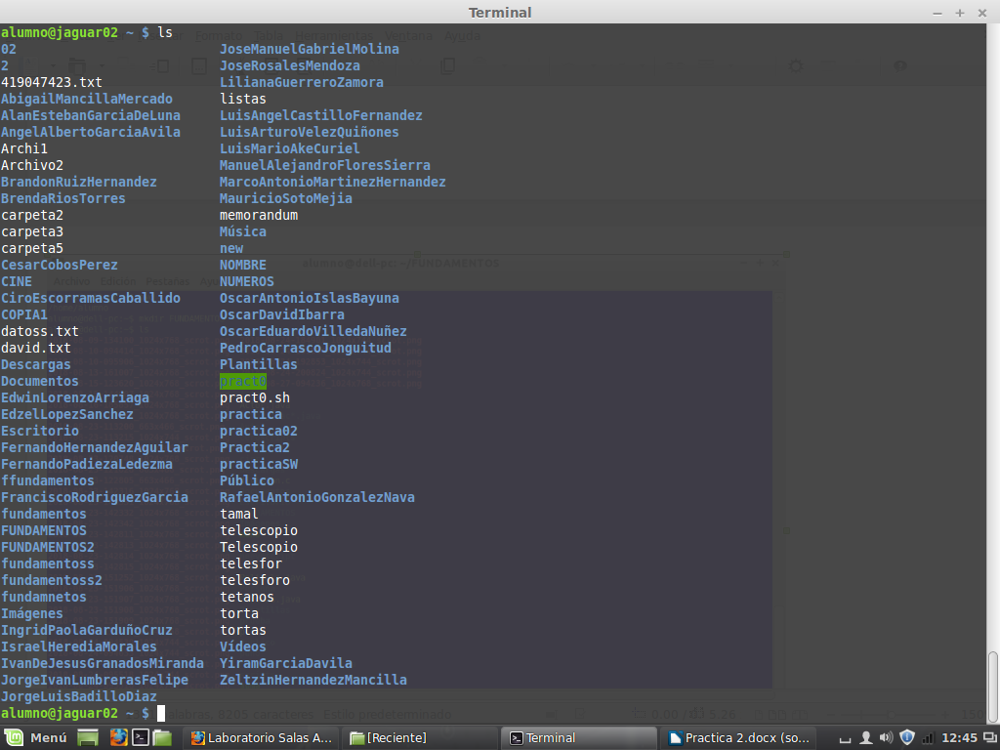 Terminal
alumno@jaguar02 ~ $ ls
02 JoseManuelGabrielMolina
2 JoseRosalesMendoza
419047423.txt LilianaGuerreroZamora
AbigailMancillaMercado listas
AlanEstebanGarciaDeLuna LuisAngelCastilloFernandez
AngelAlbertoGarciaAvila LuisArturoVelezQuiñones
Archi1 LuisMarioAkeCuriel
Archivo2 ManuelAlejandroFloresSierra
BrandonRuizHernandez MarcoAntonioMartinezHernandez
BrendaRiosTorres MauricioSotoMejia
carpeta2 memorandum
carpeta3 Música
carpeta5 new
CesarCobosPerez NOMBRE
CINE NUMEROS
CiroEscorramasCaballido OscarAntonioIslasBayuna
COPIA1 OscarDavidIbarra
datoss.txt OscarEduardoVilledaNuñez
david.txt PedroCarrascoJonguitud
Descargas Plantillas
Documentos pract0
EdwinLorenzoArriaga pract0.sh
EdzelLopezSanchez practica
Escritorio practica02
FernandoHernandezAguilar Practica2
FernandoPadiezaLedezma practicaSW
ffundamentos Público
FranciscoRodriguezGarcia RafaelAntonioGonzalezNava
fundamentos tamal
FUNDAMENTOS telescopio
FUNDAMENTOS2 Telescopio
fundamentoss telesfor
fundamentoss2 telesforo
fundamnetos tetanos
Imágenes torta
IngridPaolaGarduñoCruz tortas
IsraelHerediaMorales Vídeos
IvanDeJesusGranadosMiranda YiramGarciaDavila
JorgeIvanLumbrerasFelipe ZeltzinHernandezMancilla
JorgeLuisBadilloDiaz
alumno@jaguar02 ~ $
Menú Laboratorio Salas A... [Reciente] Terminal Practica 2.docx (so... 12:45